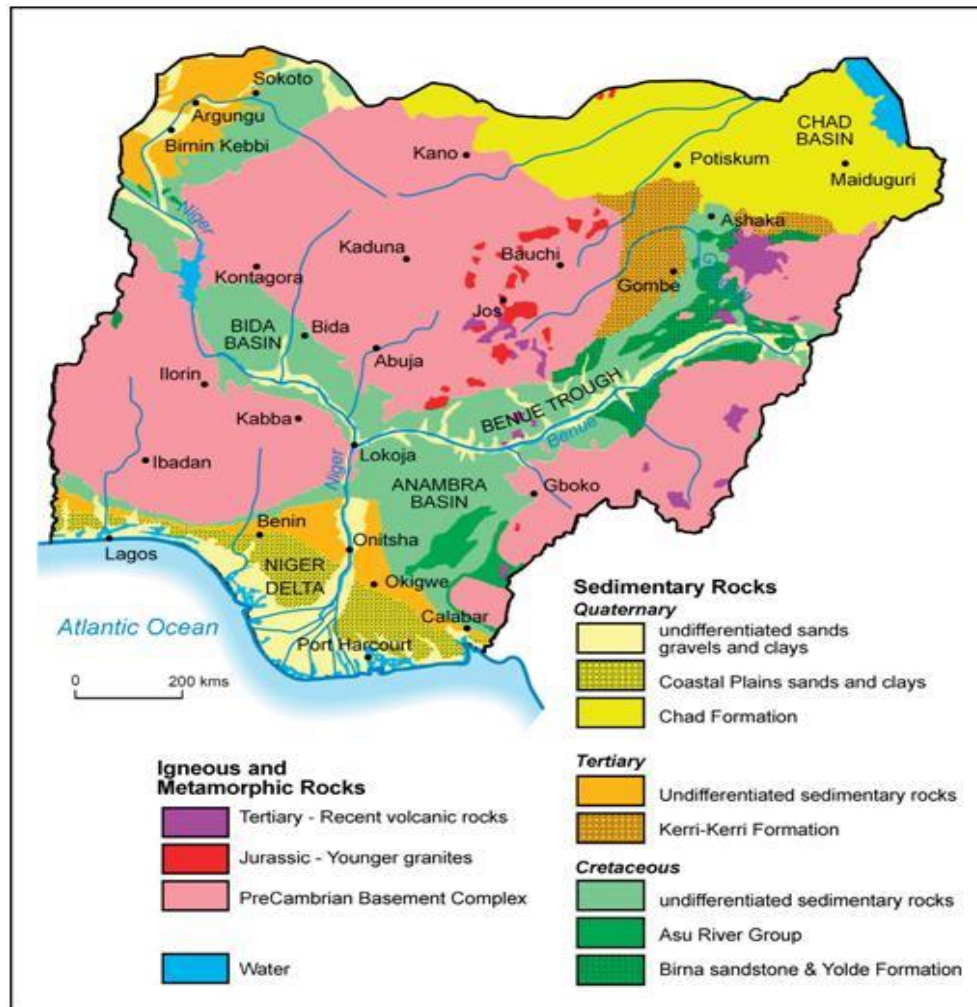 Sokoto
Argungu
Birnin Kebbi
Kano
CHAD
BASIN
Potiskum
Maiduguri
Niger
Ashaka
Kaduna
Bauchi
Kontagora
Gombe
Jos
BIDA
BASIN
Bida
Abuja
Ilorin
BENUE TROUGH
Kabba
Benue
Lokoja
Ibadan
Niger
ANAMBRA
BASIN
Gboko
Benin
Lagos
Onitsha
NIGER
DELTA
Okigwe
Calabar
Atlantic Ocean
Port Harcourt
0 200 kms
Igneous and
Metamorphic Rocks
Tertiary - Recent volcanic rocks
Jurassic - Younger granites
PreCambrian Basement Complex
Water
Sedimentary Rocks
Quaternary
undifferentiated sands
gravels and clays
Coastal Plains sands and clays
Chad Formation
Tertiary
Undifferentiated sedimentary rocks
Kerri-Kerri Formation
Cretaceous
undifferentiated sedimentary rocks
Asu River Group
Birna sandstone & Yolde Formation